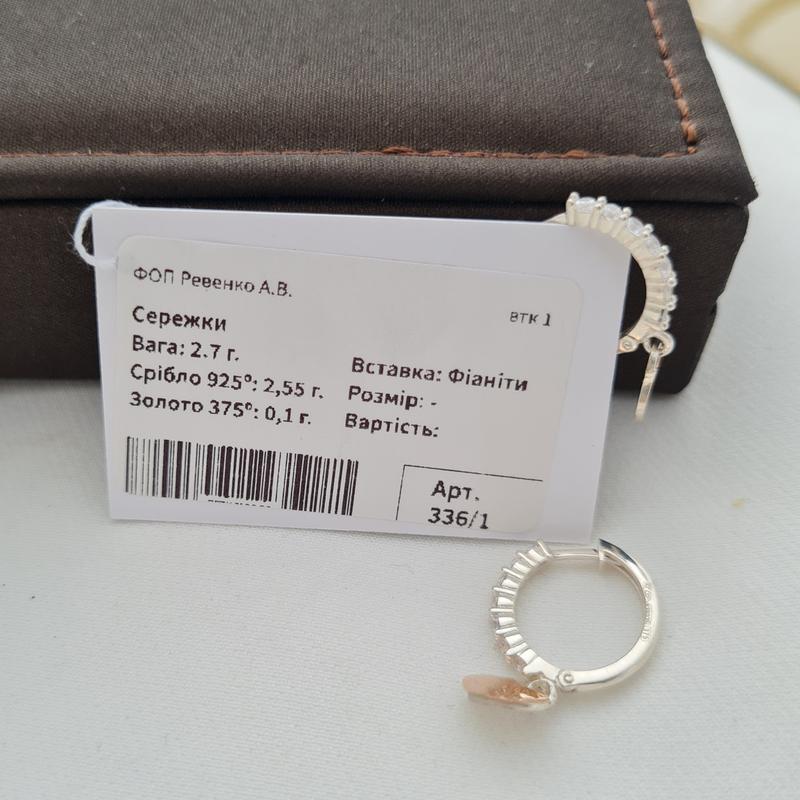 ФОП Ревенко А.В.
втк 1
Сережки
Вага: 2.7 г.
Срібло 925°: 2,55 г.
Золото 375°: 0,1 г.
Вставка: Фіаніти
Розмір: -
Вартість:
Арт.
336/1